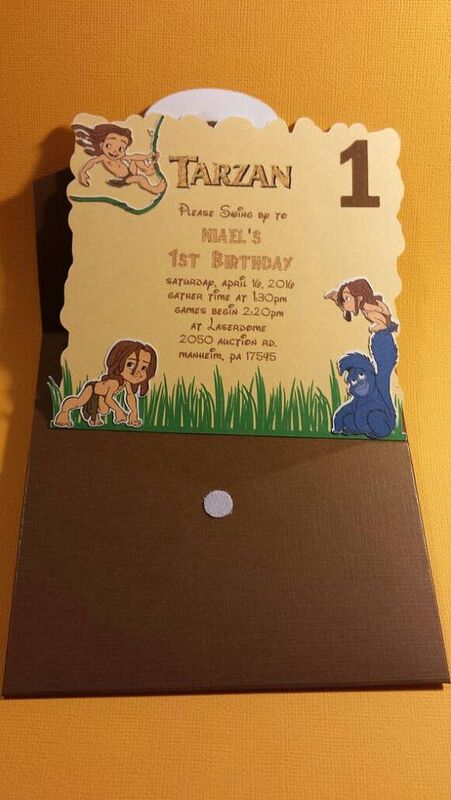 TARZAN
1
PLEASE SWING BY TO
NIAEL'S
1ST BIRTHDAY
SATURDAY, APRIL 16, 2016
GATHER TIME AT 1:30PM
GAMES BEGIN 2:20PM
AT LASERDOME
2050 AUCTION RD.
MANHEIM, PA 17545